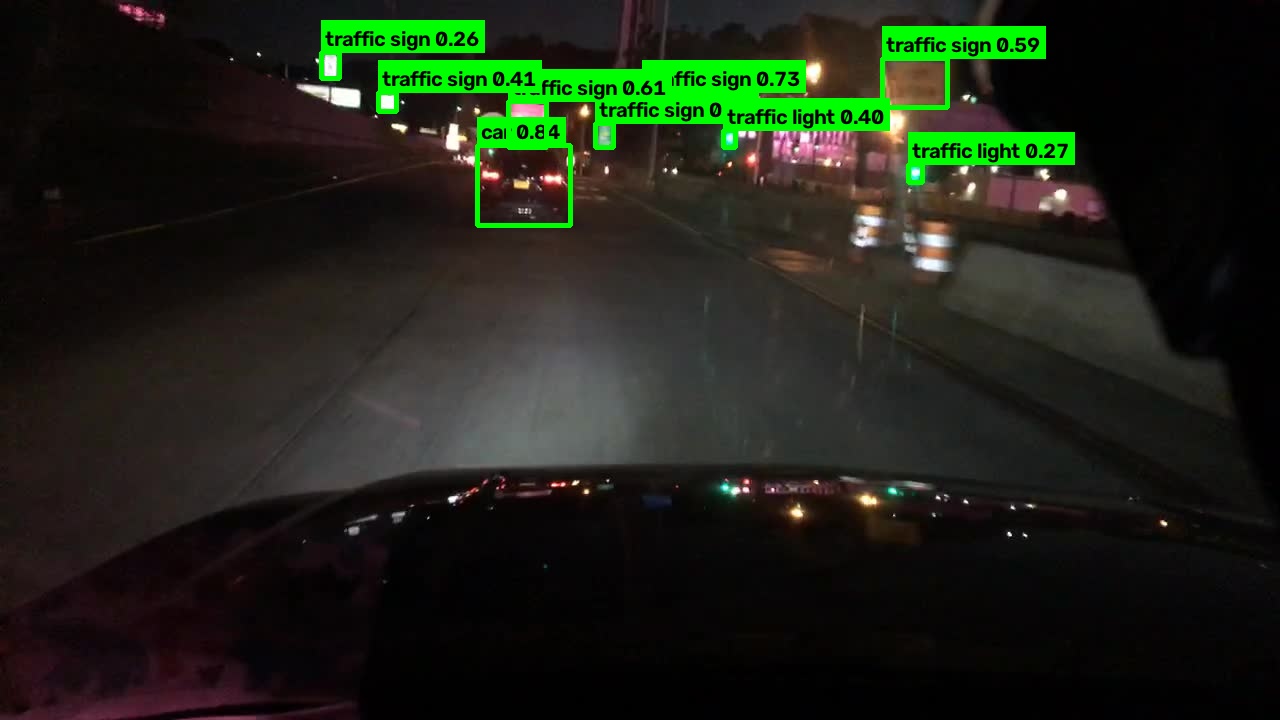 traffic sign 0.26
traffic sign 0.59
traffic sign 0.41
traffic sign 0.61
ffic sign 0.73
traffic sign 0
traffic light 0.40
car 0.84
traffic light 0.27